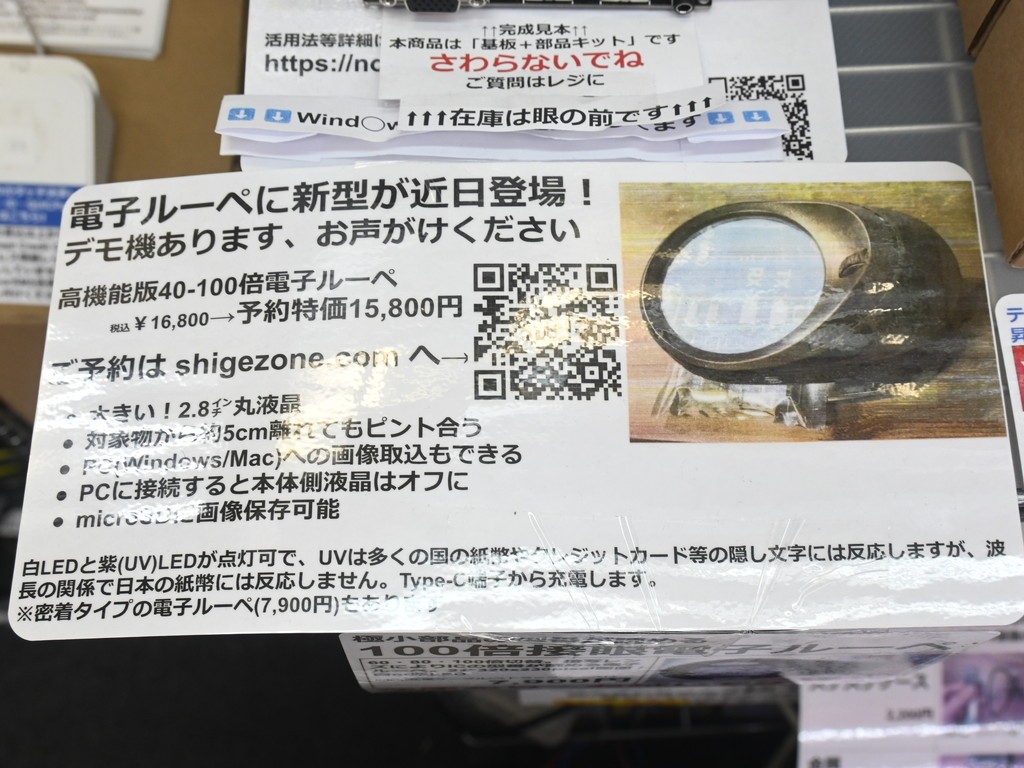 ↑↑完成見本↑↑
活用法等詳細は
本商品は「基板＋部品キット」です
https://no
さわらないでね
ご質問はレジに
Wind〇w
↑↑↑在庫は眼の前です↑↑↑
電子ルーペに新型が近日登場！
デモ機あります、お声がけください
高機能版40-100倍電子ルーペ
税込￥16,800→予約特価15,800円
ご予約は shigezone.com へ→
• 大きい！2.8インチ丸液晶
• 対象物から約5cm離れてもピント合う
• PC(Windows/Mac)への画像取込もできる
• PCに接続すると本体側液晶はオフに
• microSDに画像保存可能
白LEDと紫(UV)LEDが点灯可で、UVは多くの国の紙幣やクレジットカード等の隠し文字には反応しますが、波
長の関係で日本の紙幣には反応しません。Type-C端子から充電します。
※密着タイプの電子ルーペ(7,900円)もあります
100倍接眼電子ルーペ
7,900円